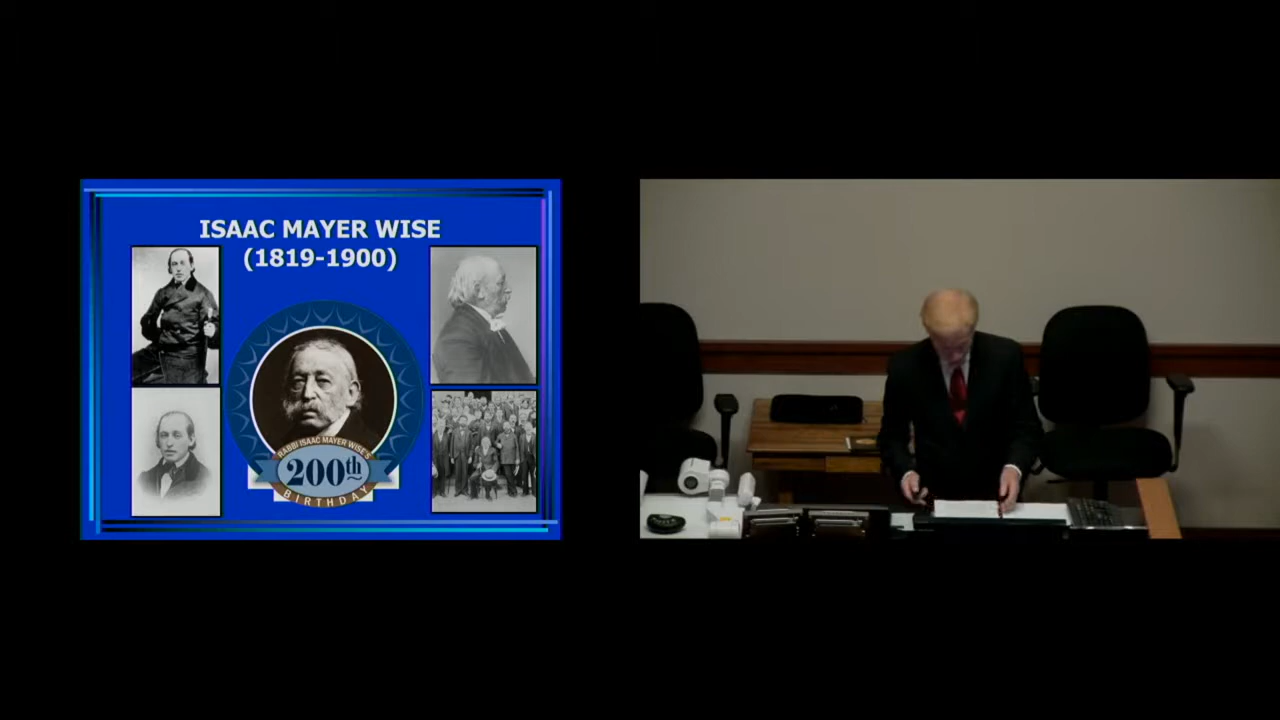 ISAAC MAYER WISE
(1819-1900)
RABBI ISAAC MAYER WISE'S
200th
BIRTHDAY